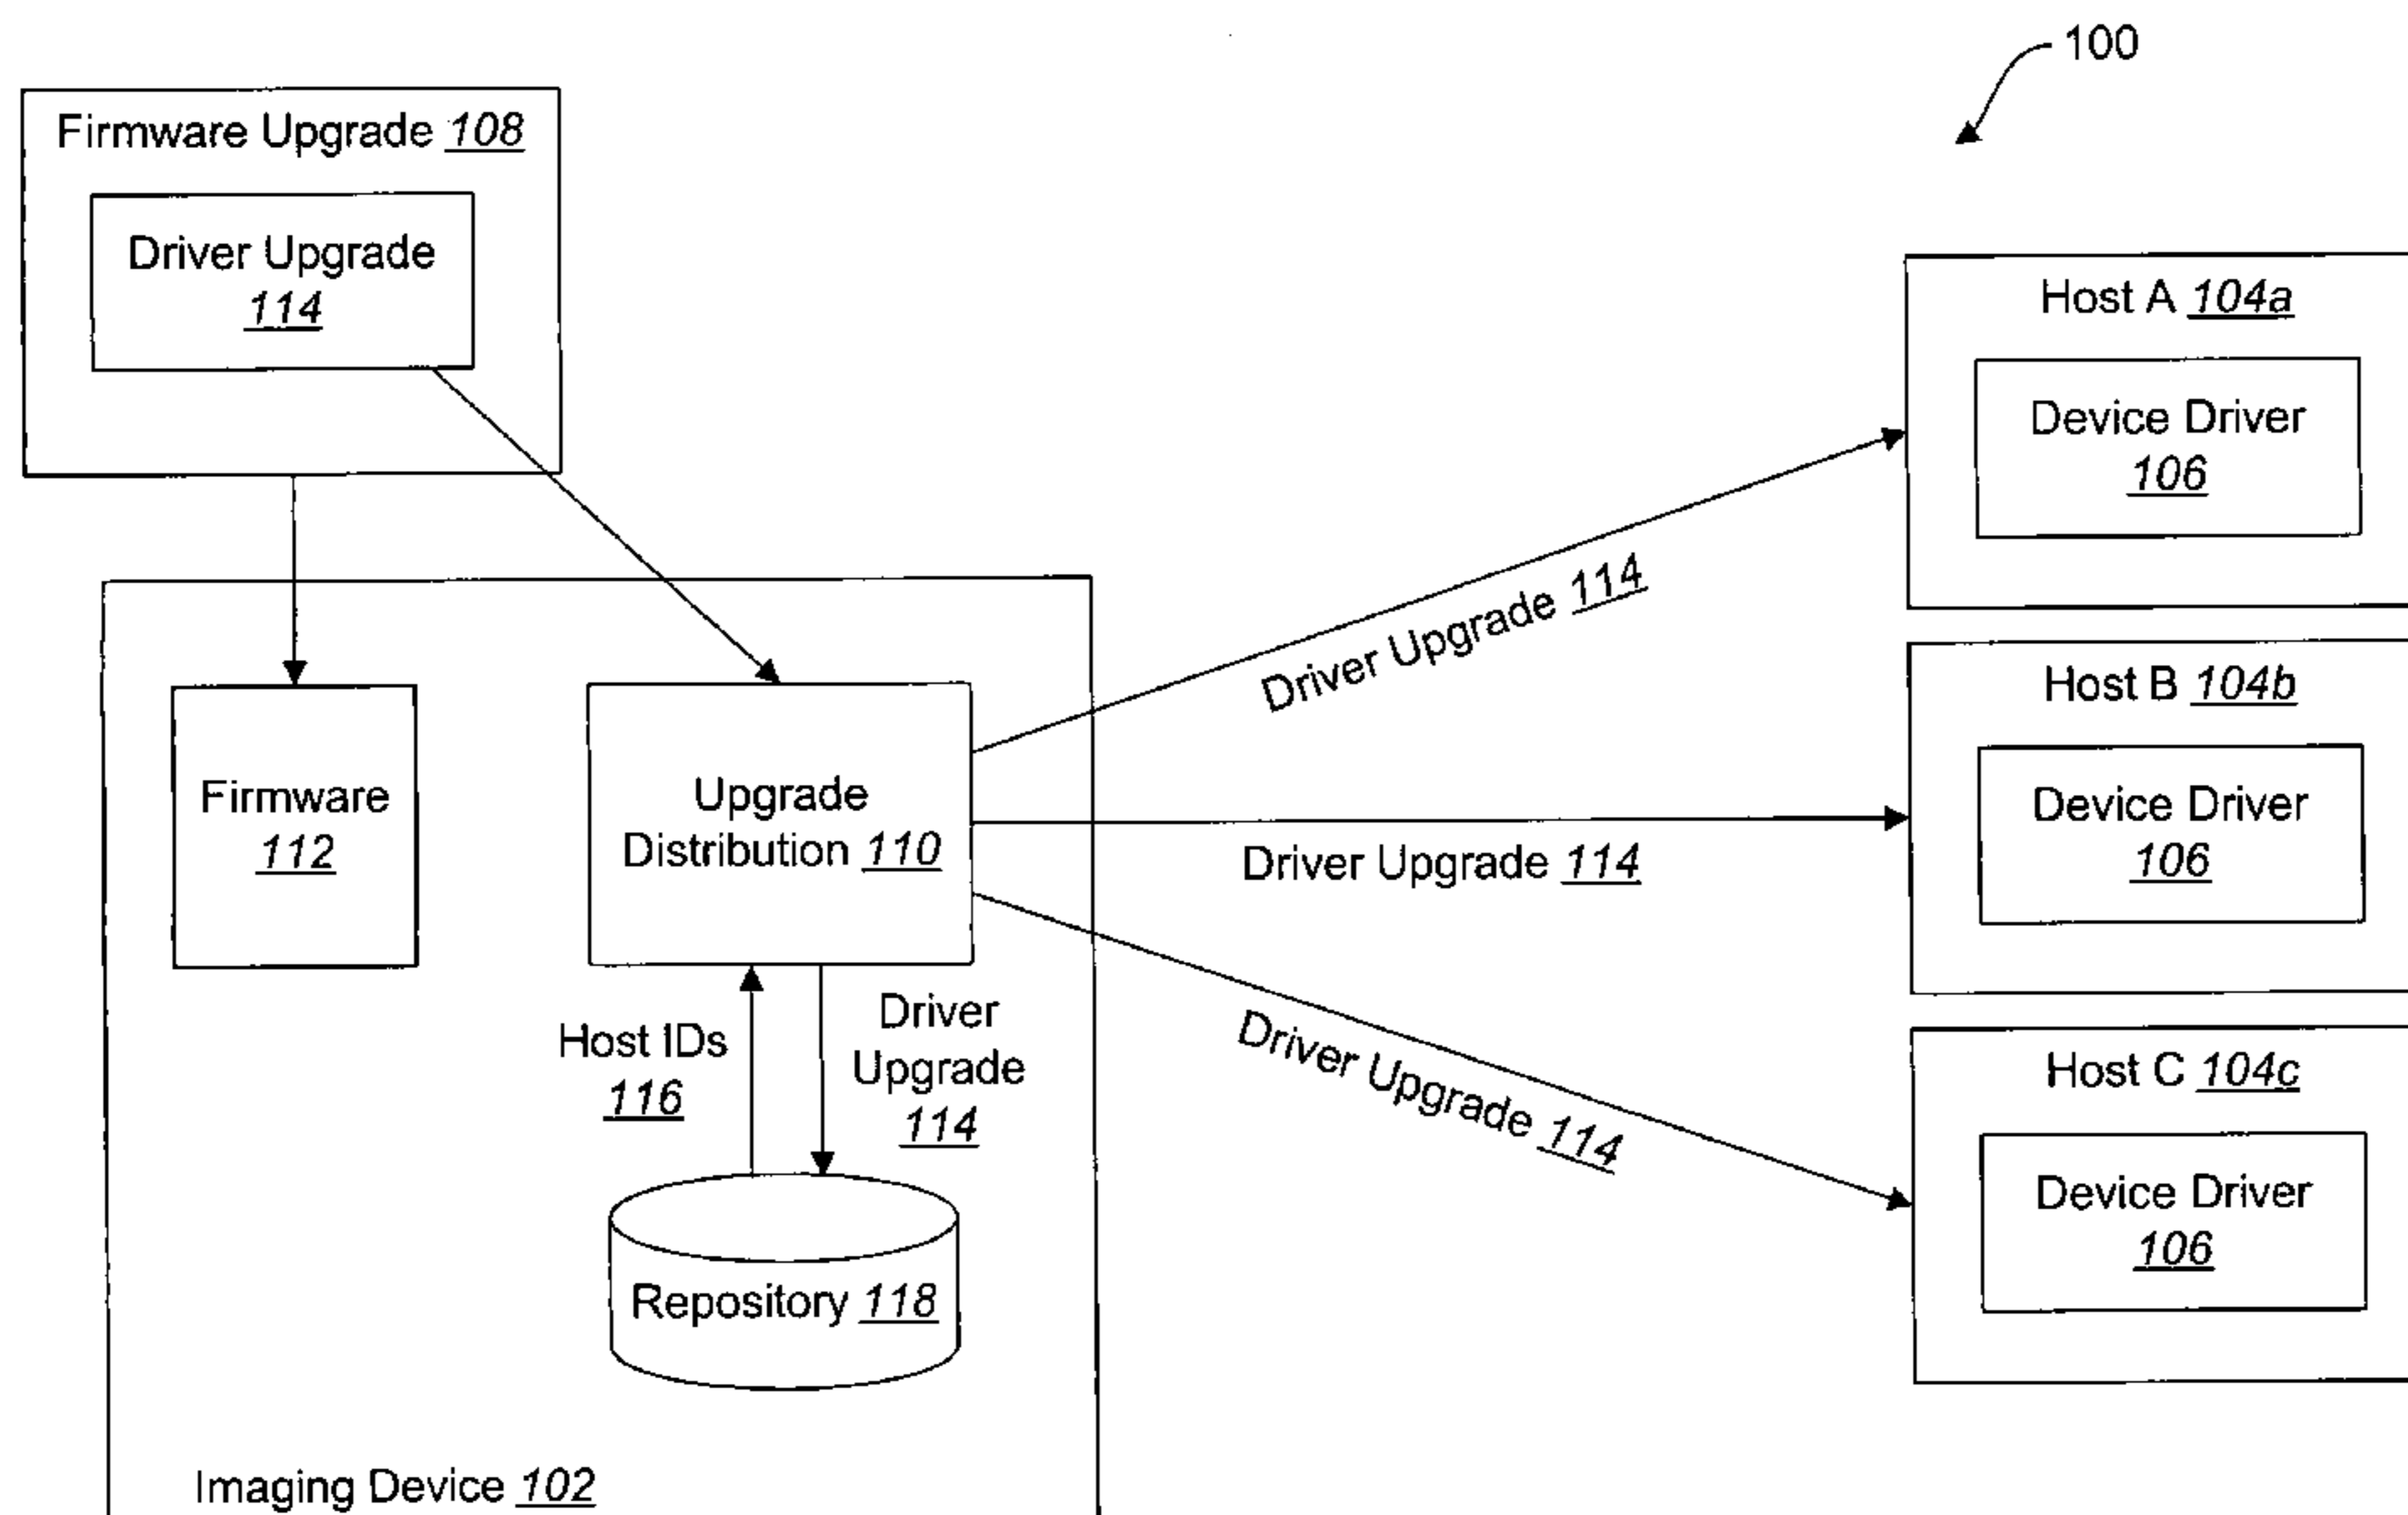 100
Firmware Upgrade 108
Driver Upgrade
114
Host A 104a
Device Driver
106
Driver Upgrade 114
Host B 104b
Device Driver
106
Firmware
112
Upgrade
Distribution 110
Driver Upgrade 114
Host IDs
116
Driver
Upgrade
114
Driver Upgrade 114
Host C 104c
Device Driver
106
Repository 118
Imaging Device 102